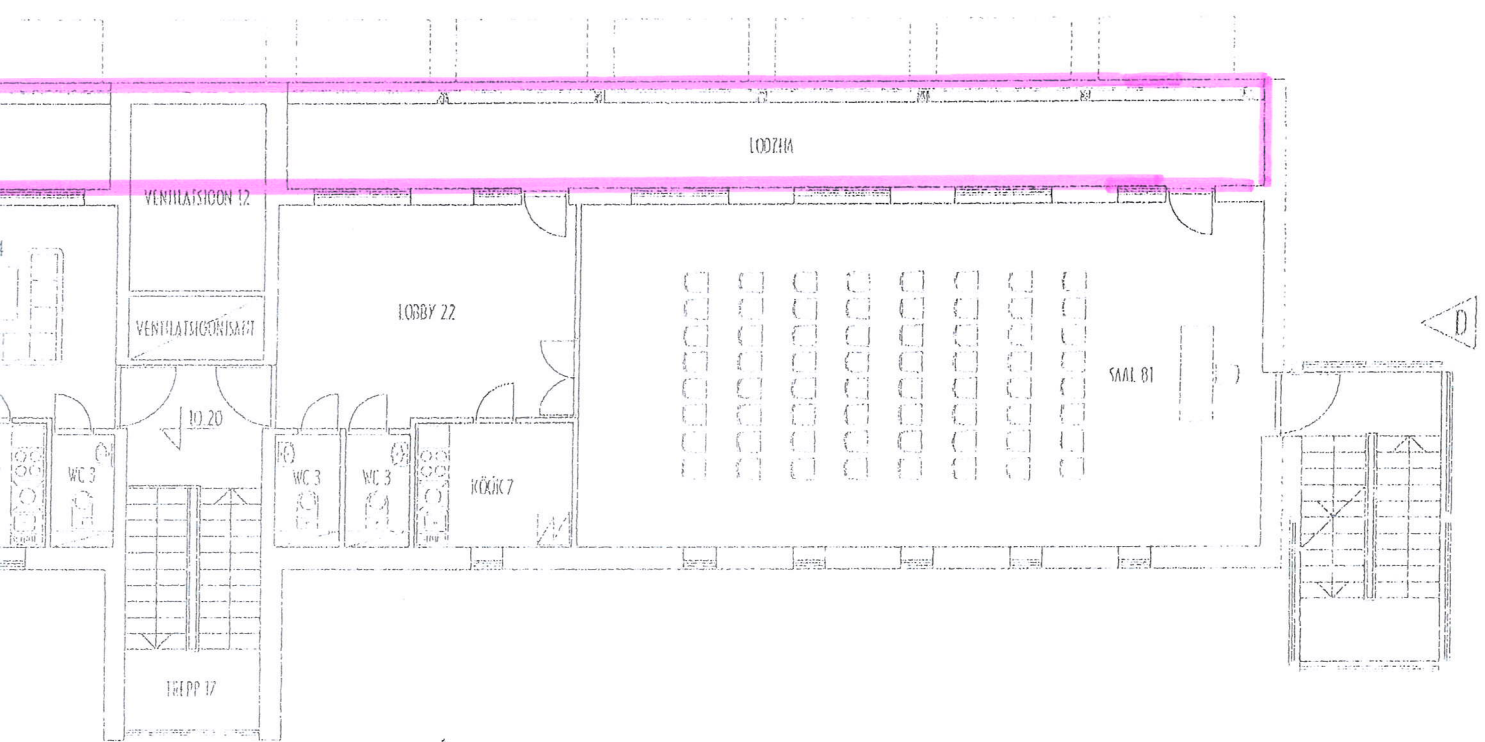 LODZHA
VENTILATSIOON 12
LOBBY 22
VENTILATSIOONISAHT
SAAL 81
D
10.20
WC 3
WC 3
WC 3
KÖÖK 7
TREPP 17